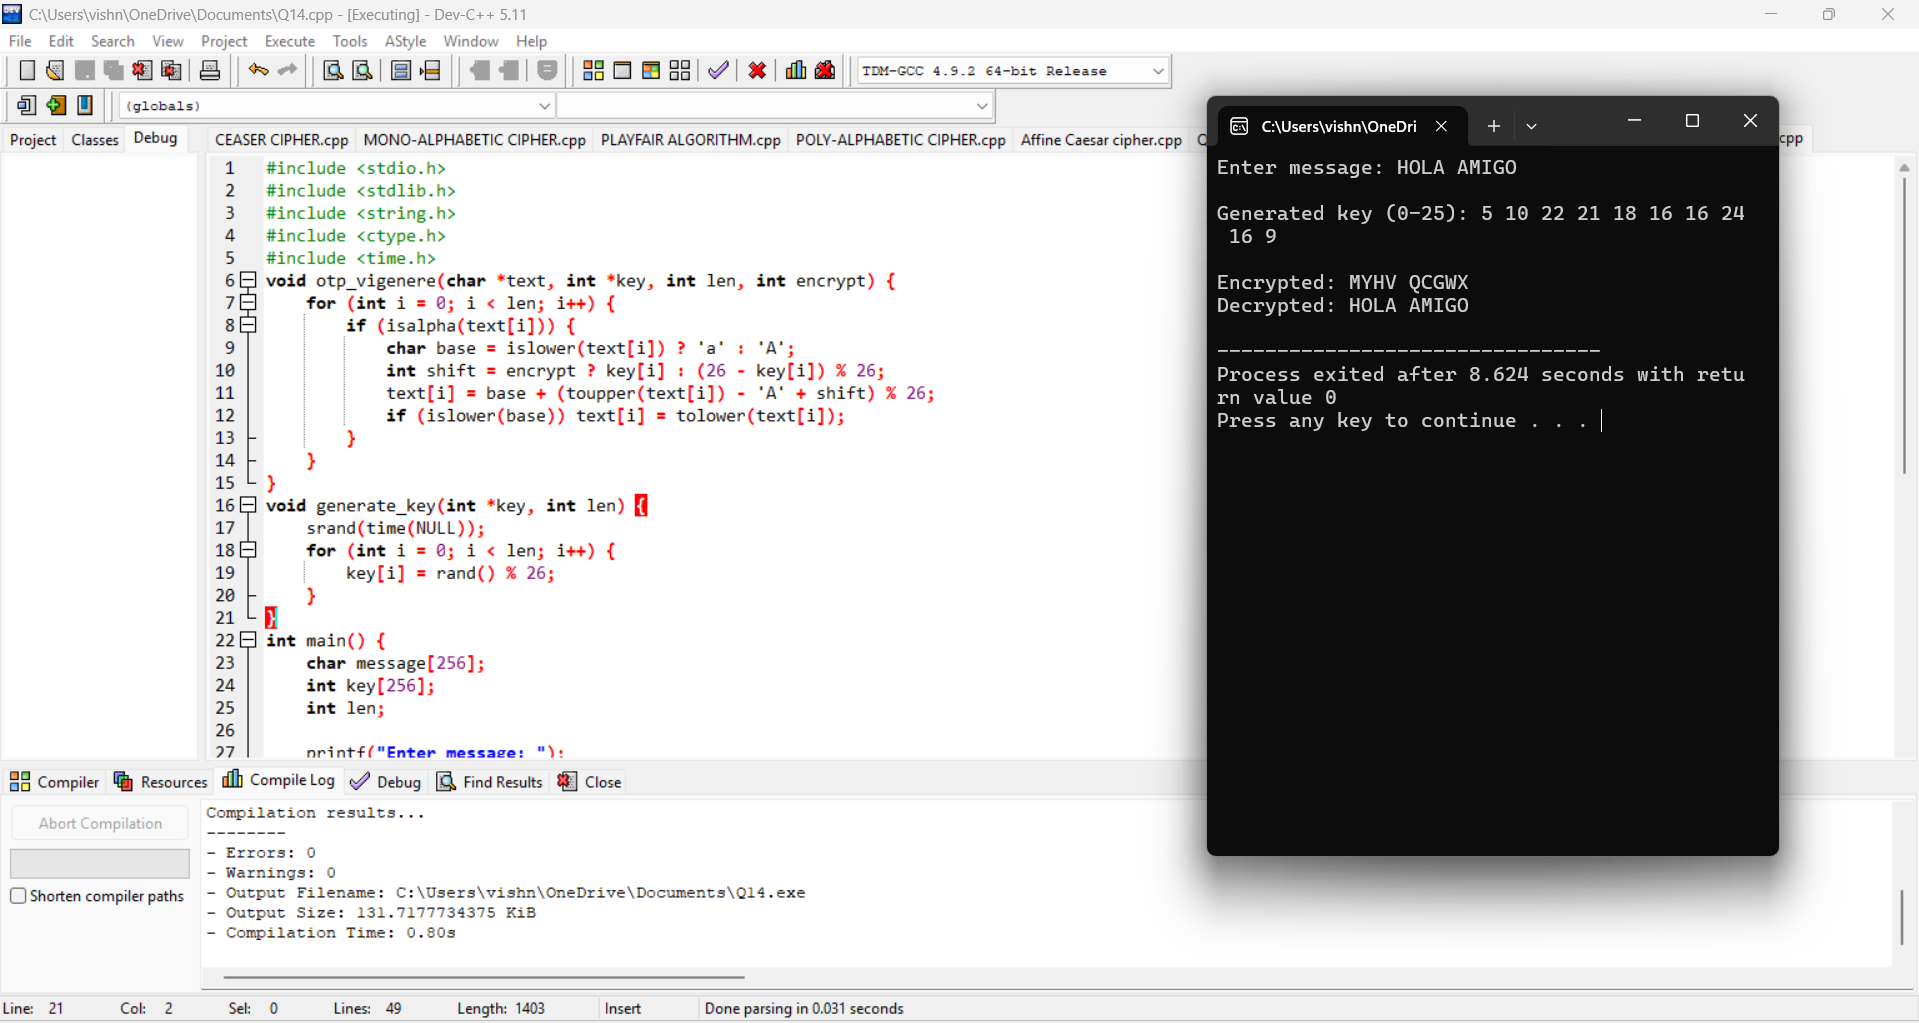 C:\Users\vishn\OneDrive\Documents\Q14.cpp - [Executing] - Dev-C++ 5.11
File Edit Search View Project Execute Tools AStyle Window Help
TDM-GCC 4.9.2 64-bit Release
(globals)
Project Classes Debug
CEASER CIPHER.cpp MONO-ALPHABETIC CIPHER.cpp PLAYFAIR ALGORITHM.cpp POLY-ALPHABETIC CIPHER.cpp Affine Caesar cipher.cpp
cpp
1 #include <stdio.h>
2 #include <stdlib.h>
3 #include <string.h>
4 #include <ctype.h>
5 #include <time.h>
6 void otp_vigenere(char *text, int *key, int len, int encrypt) {
7 for (int i = 0; i < len; i++) {
8 if (isalpha(text[i])) {
9 char base = islower(text[i]) ? 'a' : 'A';
10 int shift = encrypt ? key[i] : (26 - key[i]) % 26;
11 text[i] = base + (toupper(text[i]) - 'A' + shift) % 26;
12 if (islower(base)) text[i] = tolower(text[i]);
13 }
14 }
15 }
16 void generate_key(int *key, int len) {
17 srand(time(NULL));
18 for (int i = 0; i < len; i++) {
19 key[i] = rand() % 26;
20 }
21 }
22 int main() {
23 char message[256];
24 int key[256];
25 int len;
26
27 printf("Enter message: ");
C:\Users\vishn\OneDri
Enter message: HOLA AMIGO
Generated key (0-25): 5 10 22 21 18 16 16 24
16 9
Encrypted: MYHV QCGWX
Decrypted: HOLA AMIGO
--------------------------------
Process exited after 8.624 seconds with retu
rn value 0
Press any key to continue . . .
Compiler Resources Compile Log Debug Find Results Close
Abort Compilation
Shorten compiler paths
Compilation results...
--------
- Errors: 0
- Warnings: 0
- Output Filename: C:\Users\vishn\OneDrive\Documents\Q14.exe
- Output Size: 131.7177734375 KiB
- Compilation Time: 0.80s
Line: 21 Col: 2 Sel: 0 Lines: 49 Length: 1403 Insert Done parsing in 0.031 seconds